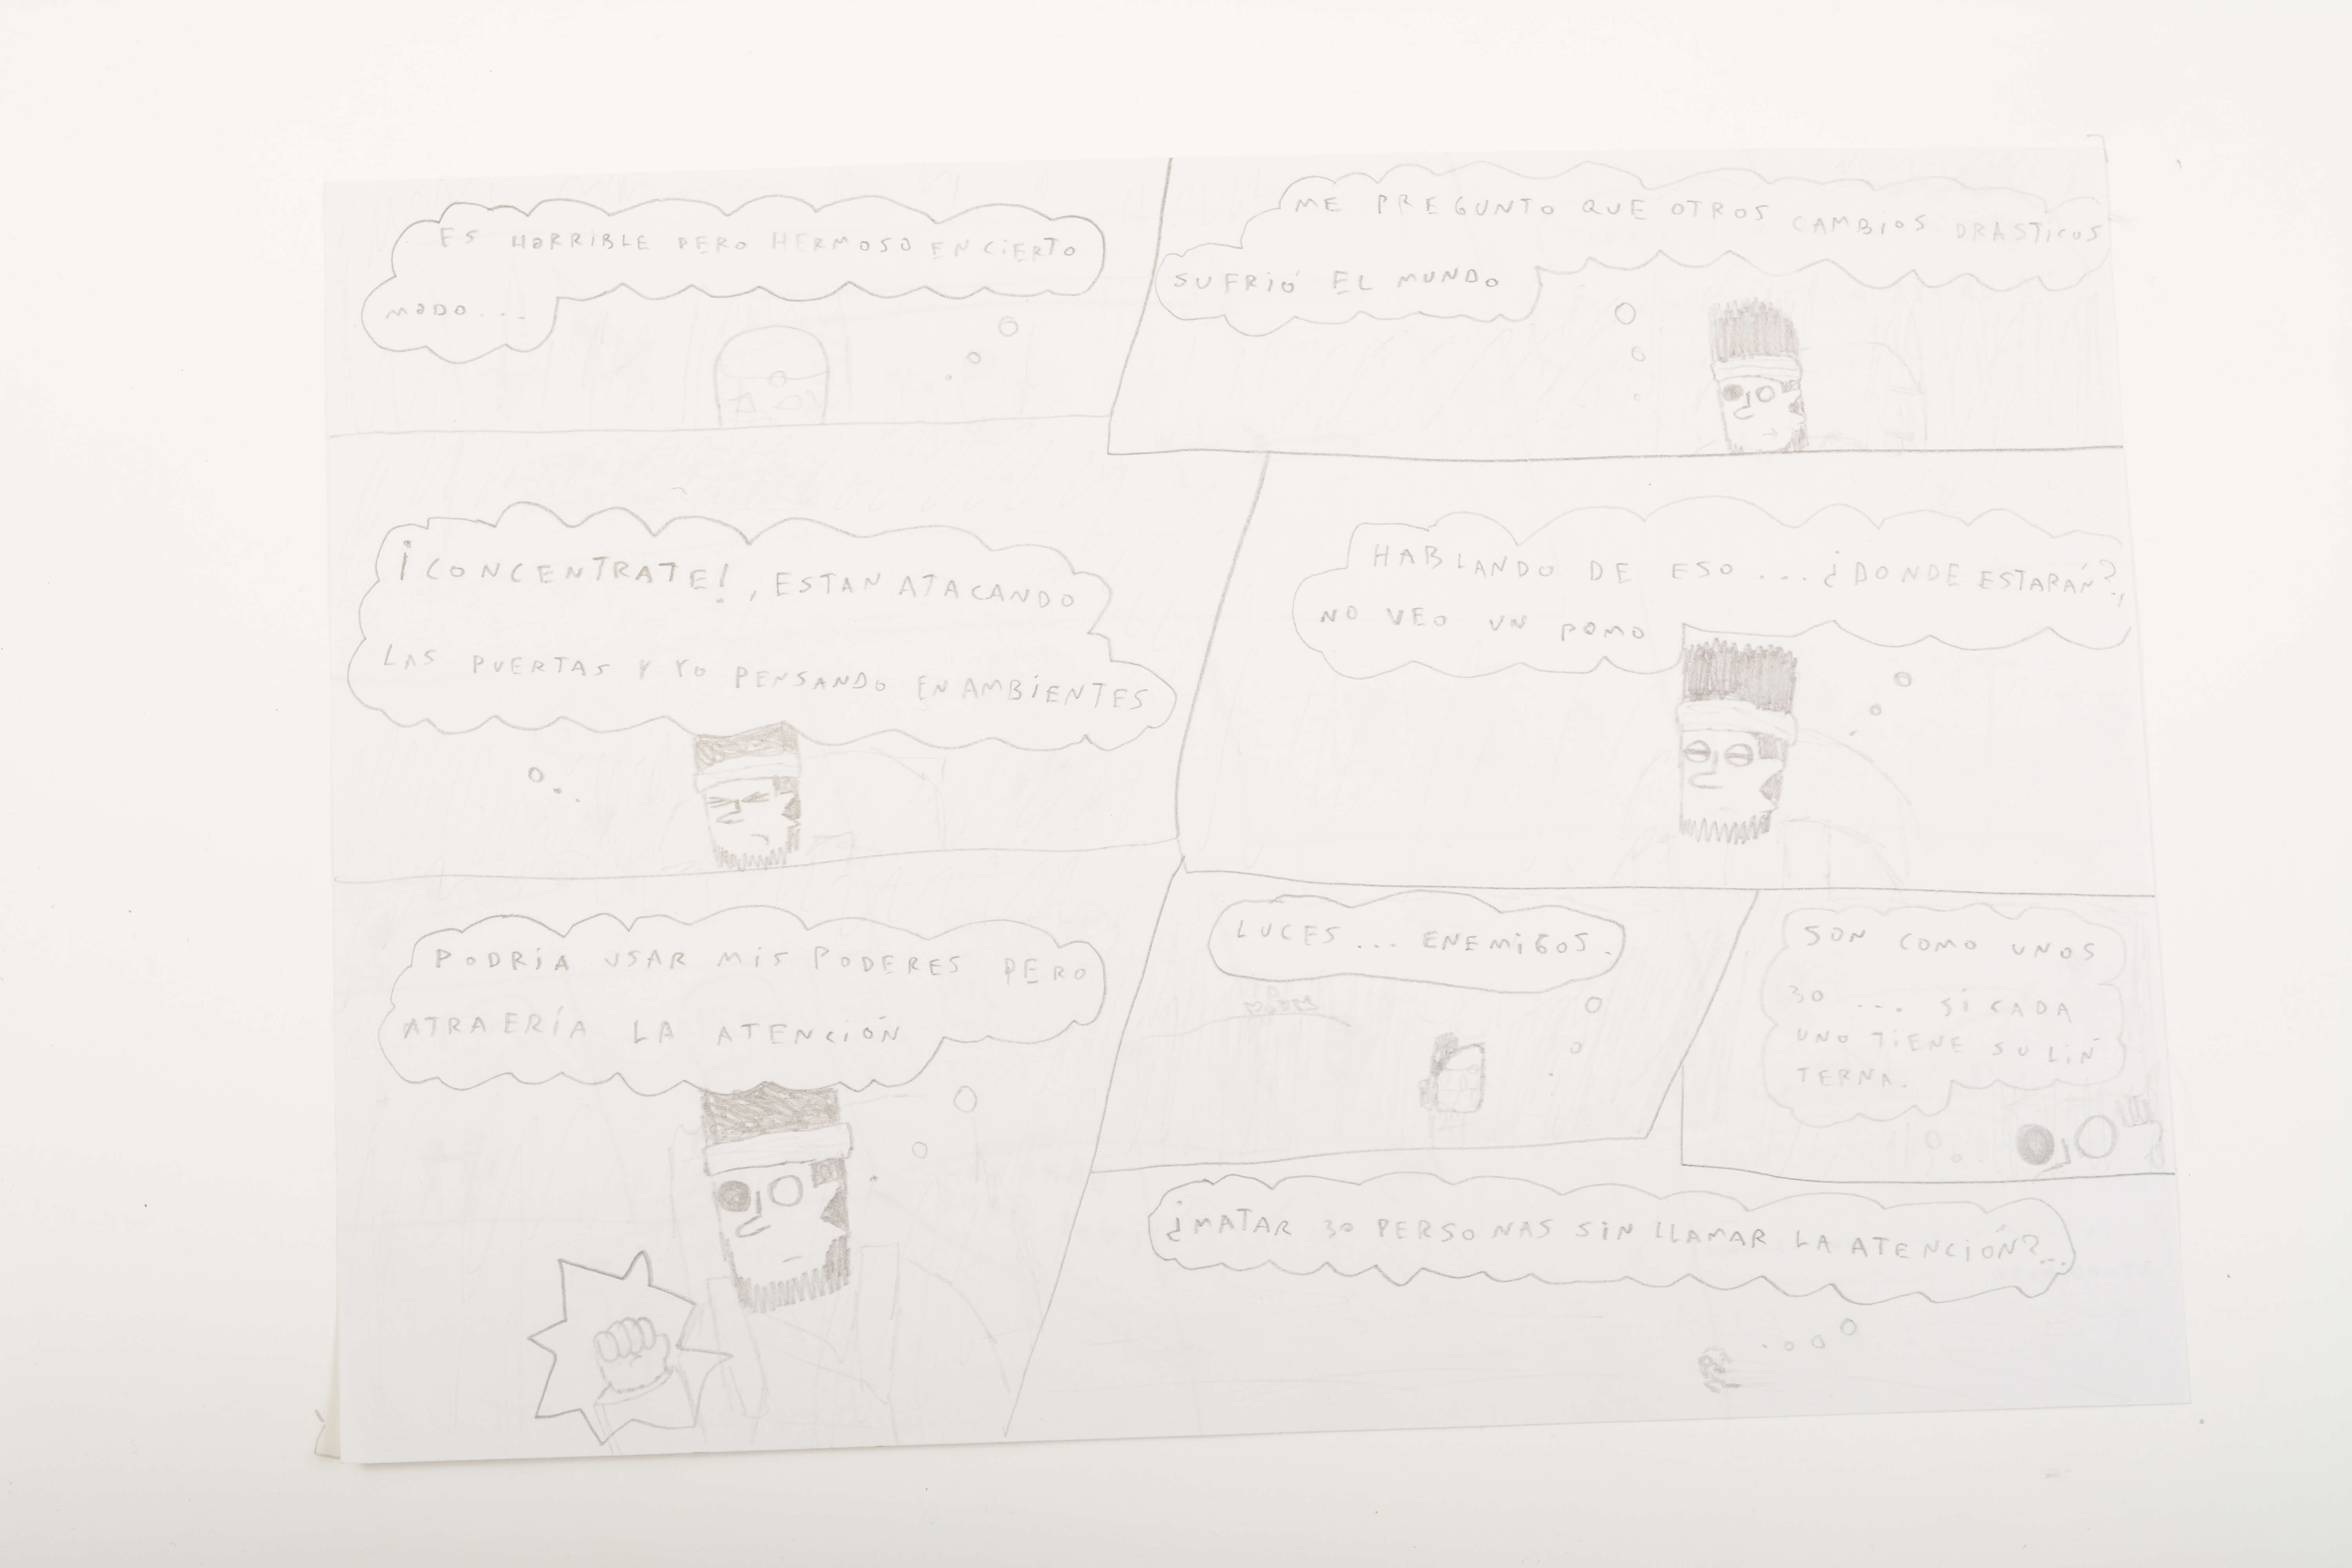 ES HORRIBLE PERO HERMOSO EN CIERTO
MODO...
ME PREGUNTO QUE OTROS CAMBIOS DRASTICOS
SUFRIÓ EL MUNDO
¡CONCENTRATE!, ESTAN ATACANDO
LAS PUERTAS Y YO PENSANDO EN AMBIENTES
HABLANDO DE ESO... ¿DONDE ESTARÁN?,
NO VEO UN POMO
PODRÍA USAR MIS PODERES PERO
ATRAERÍA LA ATENCIÓN
LUCES... ENEMIGOS.
SON COMO UNOS
30 ... SI CADA
UNO TIENE SU LIN
TERNA.
¿MATAR 30 PERSONAS SIN LLAMAR LA ATENCIÓN?...